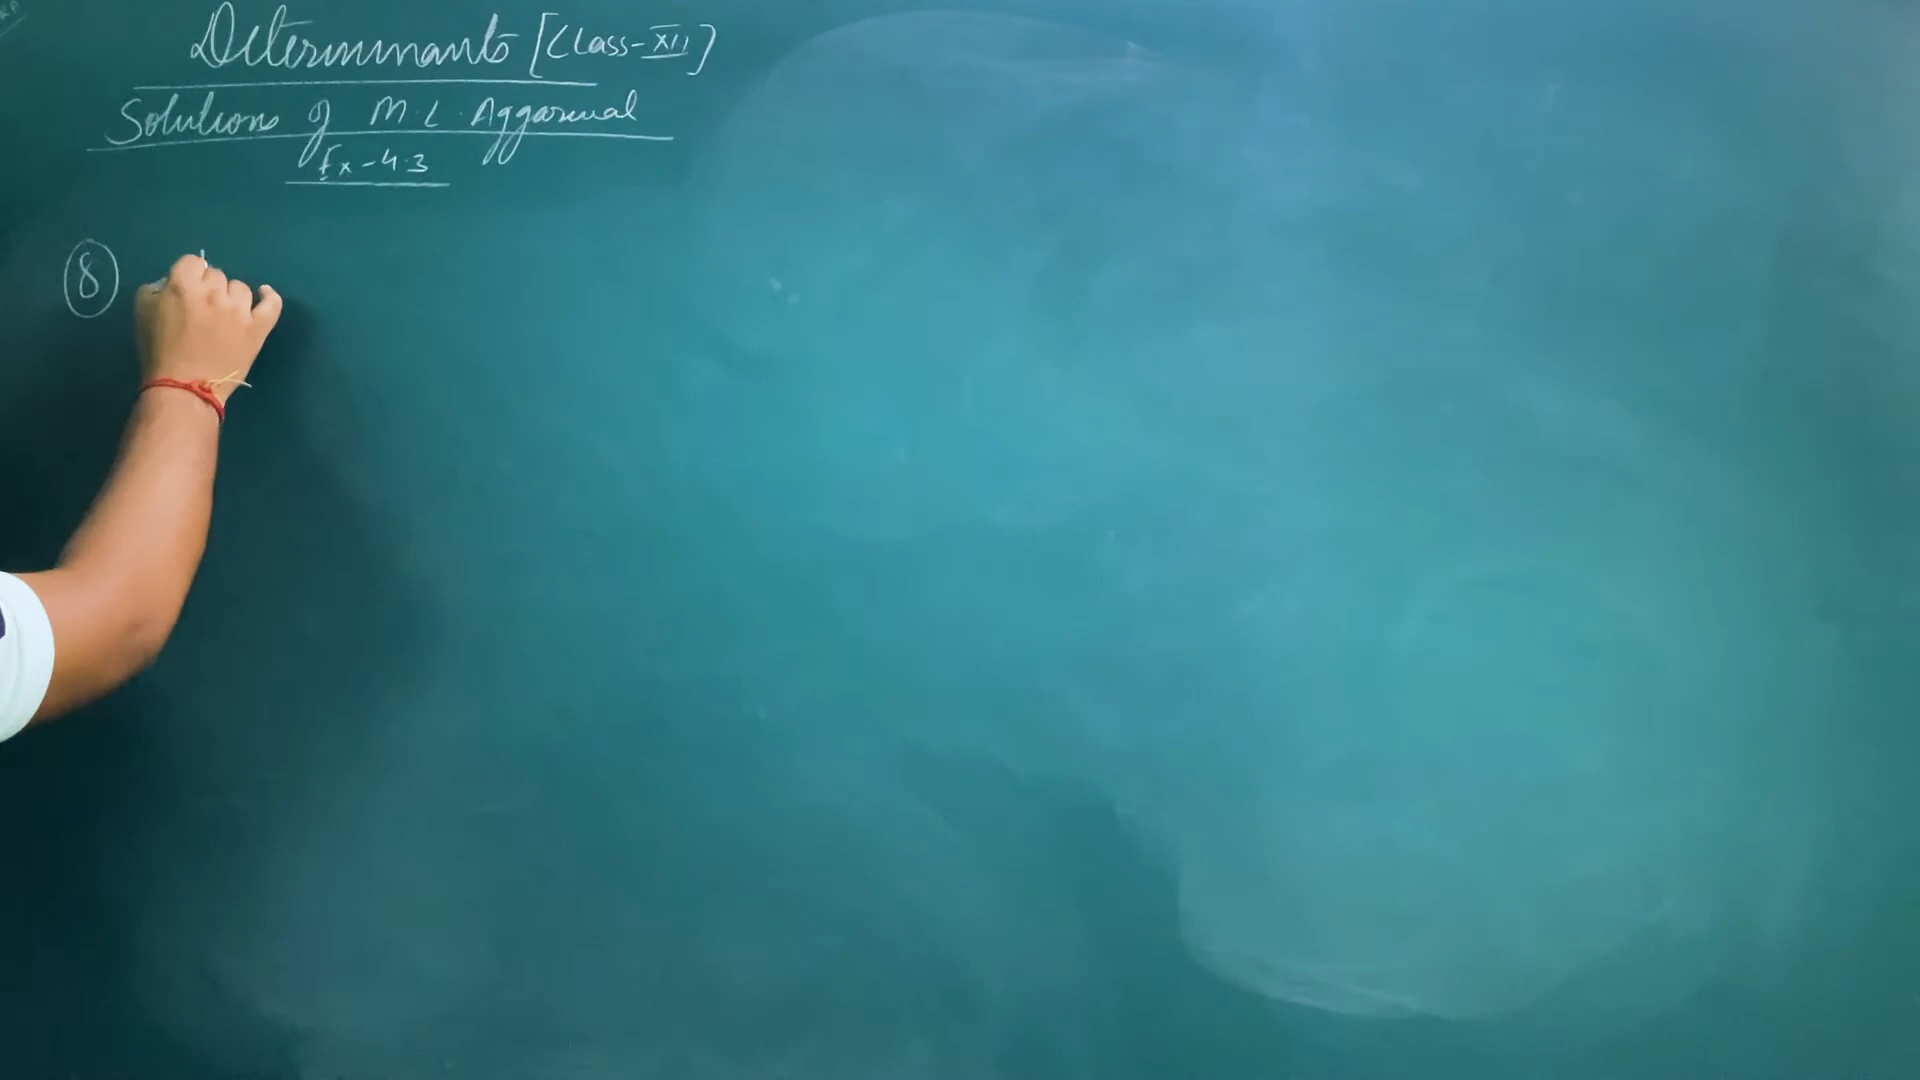 Determinants [Class-XII]
Solutions of M.L. Aggarwal
Ex-4.3
8